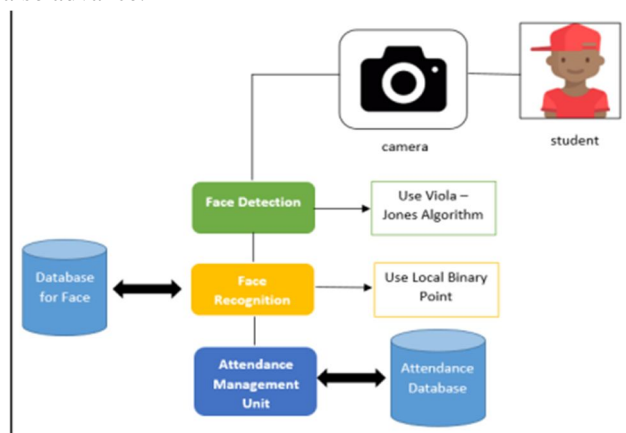 camera
student
Face Detection
Use Viola –
Jones Algorithm
Database
for Face
Face
Recognition
Use Local Binary
Point
Attendance
Management
Unit
Attendance
Database